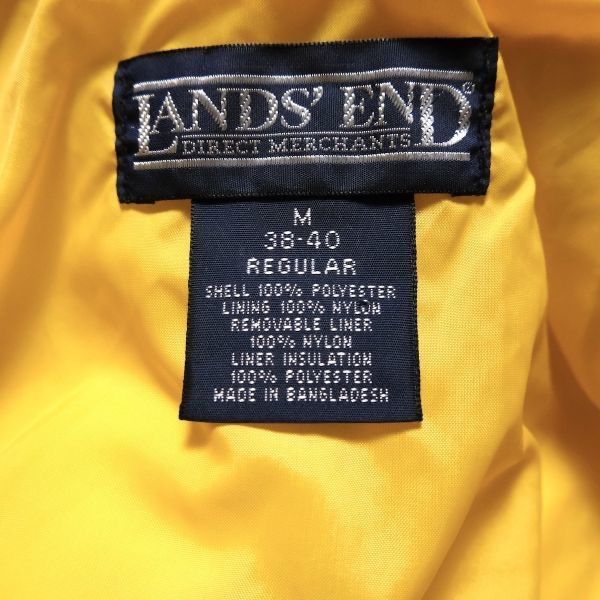 LANDS' END®
DIRECT MERCHANTS
M
38-40
REGULAR
SHELL 100% POLYESTER
LINING 100% NYLON
REMOVABLE LINER
100% NYLON
LINER INSULATION
100% POLYESTER
MADE IN BANGLADESH